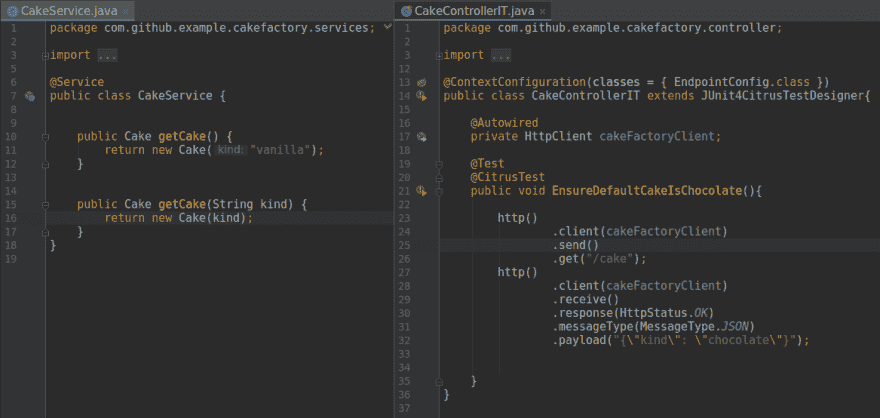 CakeService.java
1 package com.github.example.cakefactory.services;
2
3 import ...
5
6 @Service
7 public class CakeService {
8
9
10 public Cake getCake() {
11 return new Cake( kind: "vanilla");
12 }
13
14
15 public Cake getCake(String kind) {
16 return new Cake(kind);
17 }
18 }
19
CakeControllerIT.java
1 package com.github.example.cakefactory.controller;
2
3 import ...
12
13 @ContextConfiguration(classes = { EndpointConfig.class })
14 public class CakeControllerIT extends JUnit4CitrusTestDesigner{
15
16 @Autowired
17 private HttpClient cakeFactoryClient;
18
19 @Test
20 @CitrusTest
21 public void EnsureDefaultCakeIsChocolate(){
22
23 http()
24 .client(cakeFactoryClient)
25 .send()
26 .get("/cake");
27 http()
28 .client(cakeFactoryClient)
29 .receive()
30 .response(HttpStatus.OK)
31 .messageType(MessageType.JSON)
32 .payload("{\"kind\": \"chocolate\"}");
33
34
35 }
36 }
37